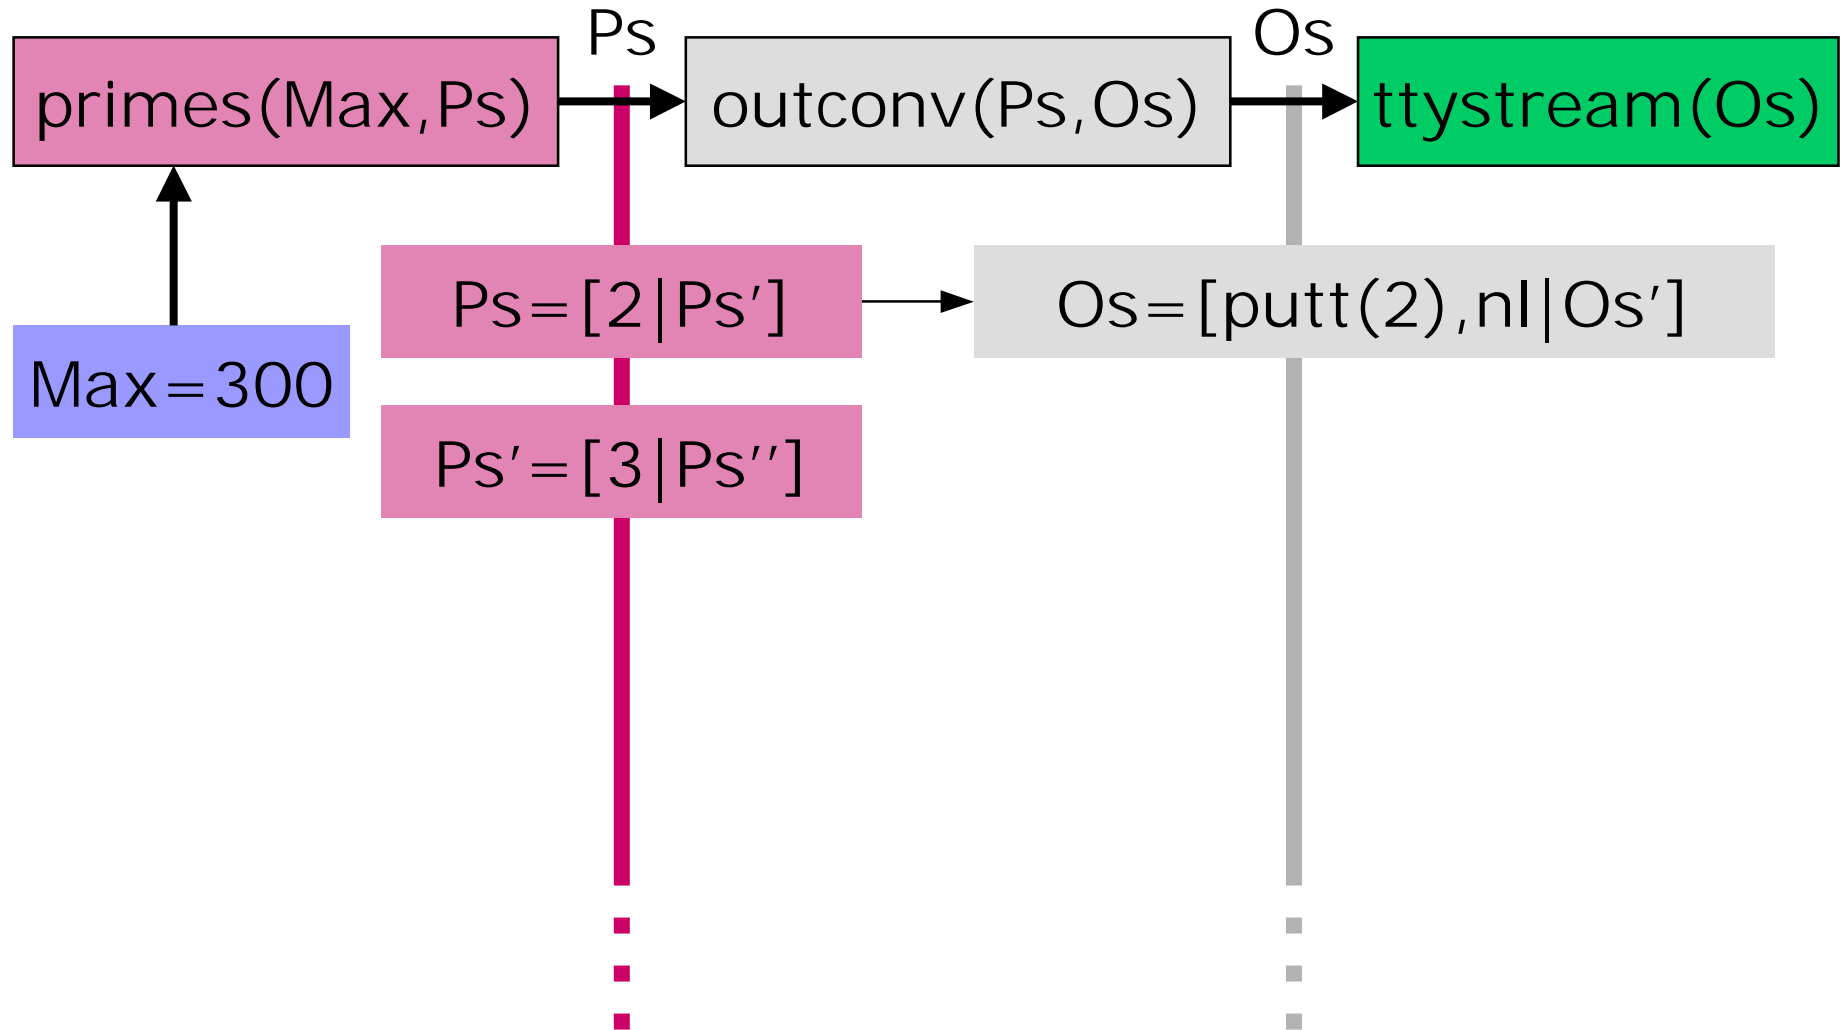 Ps
Os
primes(Max,Ps)
outconv(Ps,Os)
ttystream(Os)
Ps=[2|Ps']
Os=[putt(2),nl|Os']
Max=300
Ps'=[3|Ps'']